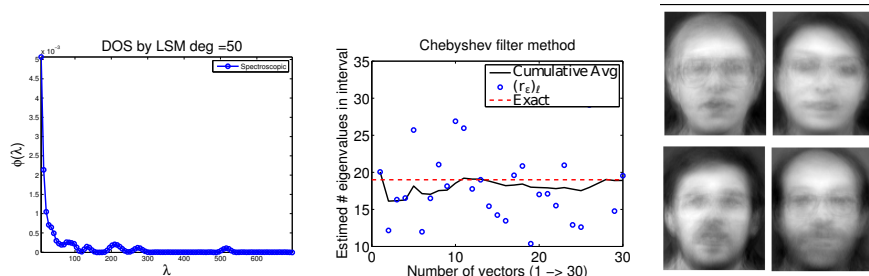 DOS by LSM deg =50
x 10⁻³
Spectroscopic
5
4.5
4
3.5
3
2.5
2
1.5
1
0.5
0
ϕ(λ)
100 200 300 400 500 600
λ
Chebyshev filter method
Cumulative Avg
(rε)ℓ
Exact
35
30
25
20
15
10
Estimed # eigenvalues in interval
0 10 20 30
Number of vectors (1 -> 30)